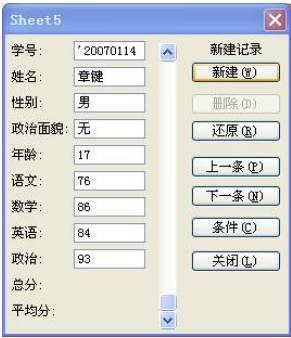 Sheet5
学号: '20070114 新建记录
姓名: 章键 新建(W)
性别: 男 删除(D)
政治面貌: 无 还原(R)
年龄: 17 上一条(P)
语文: 76 下一条(N)
数学: 86
英语: 84 条件(C)
政治: 93 关闭(L)
总分:
平均分: